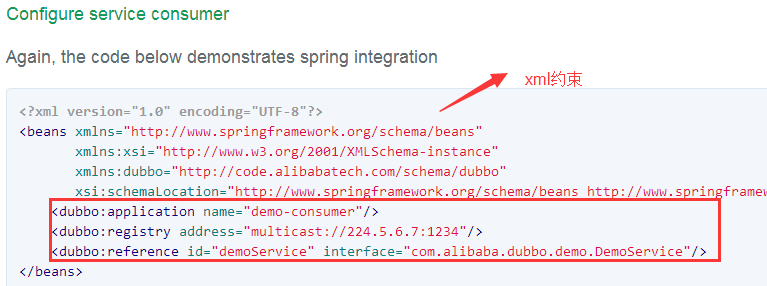 Configure service consumer
Again, the code below demonstrates spring integration
xml约束
<?xml version="1.0" encoding="UTF-8"?>
<beans xmlns="http://www.springframework.org/schema/beans"
xmlns:xsi="http://www.w3.org/2001/XMLSchema-instance"
xmlns:dubbo="http://code.alibabatech.com/schema/dubbo"
xsi:schemaLocation="http://www.springframework.org/schema/beans http://www.springframew
<dubbo:application name="demo-consumer"/>
<dubbo:registry address="multicast://224.5.6.7:1234"/>
<dubbo:reference id="demoService" interface="com.alibaba.dubbo.demo.DemoService"/>
</beans>